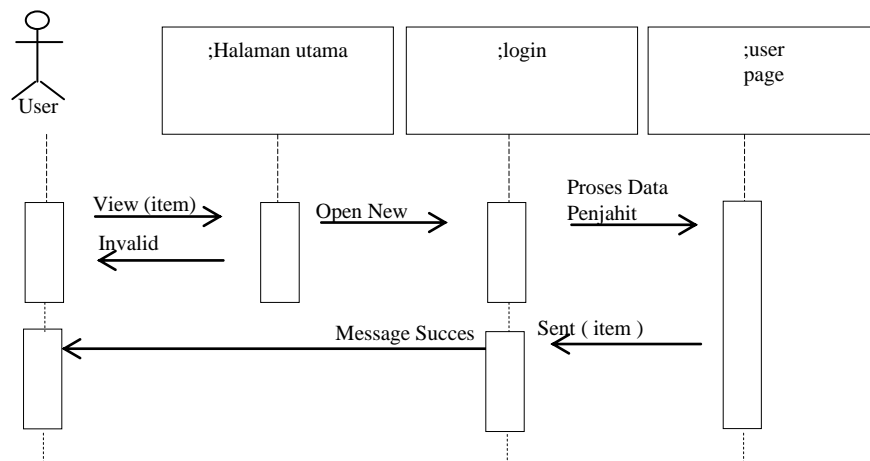 ;Halaman utama
;login
;user
page
User
View (item)
Open New
Proses Data
Penjahit
Invalid
Message Succes
Sent ( item )